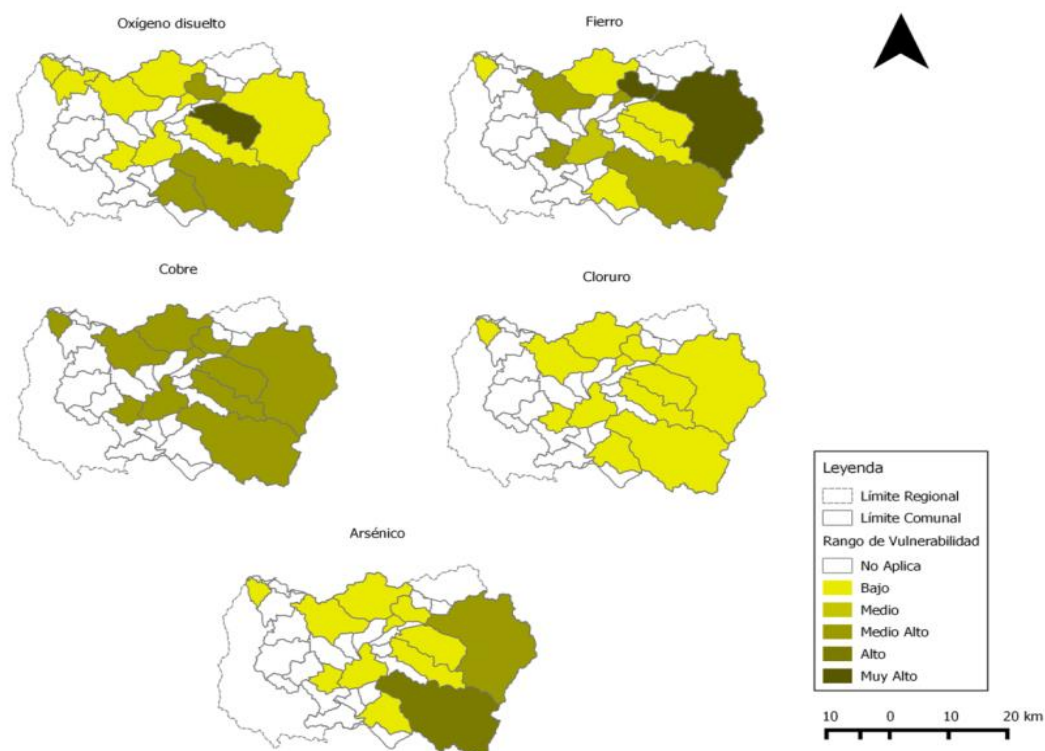 Oxígeno disuelto
Fierro
Cobre
Cloruro
Arsénico
Leyenda
Límite Regional
Límite Comunal
Rango de Vulnerabilidad
No Aplica
Bajo
Medio
Medio Alto
Alto
Muy Alto
10 0 10 20 km